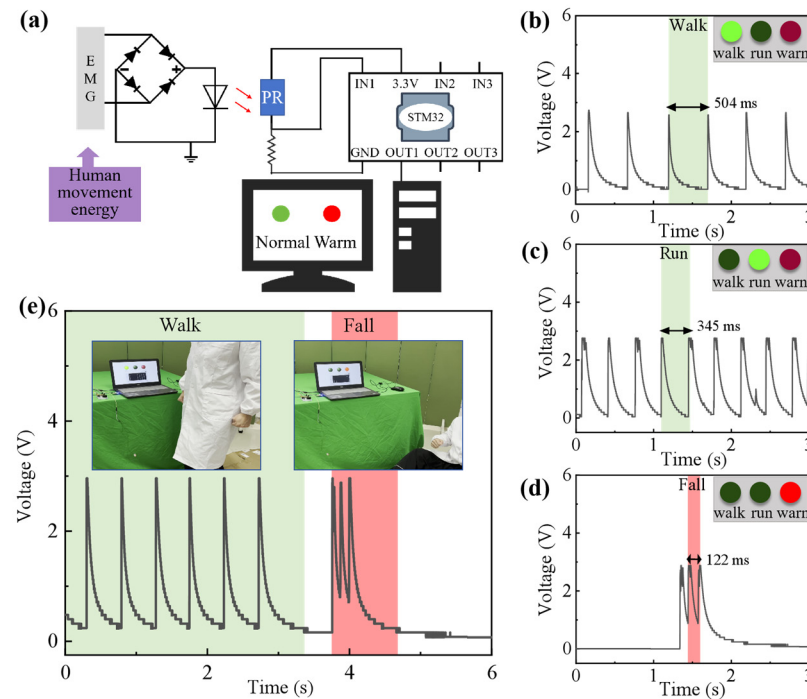 (a)
E
M
G
Human
movement
energy
PR
IN1 3.3V IN2 IN3
STM32
GND OUT1 OUT2 OUT3
Normal Warm
(b)
Walk
walk run warn
504 ms
Voltage (V)
6
4
2
0
0 1 2 3
Time (s)
(c)
Run
walk run warn
345 ms
Voltage (V)
6
4
2
0
0 1 2 3
Time (s)
(d)
Fall
walk run warn
122 ms
Voltage (V)
6
4
2
0
0 1 2 3
Time (s)
(e)
Walk Fall
Voltage (V)
6
4
2
0
0 2 4 6
Time (s)